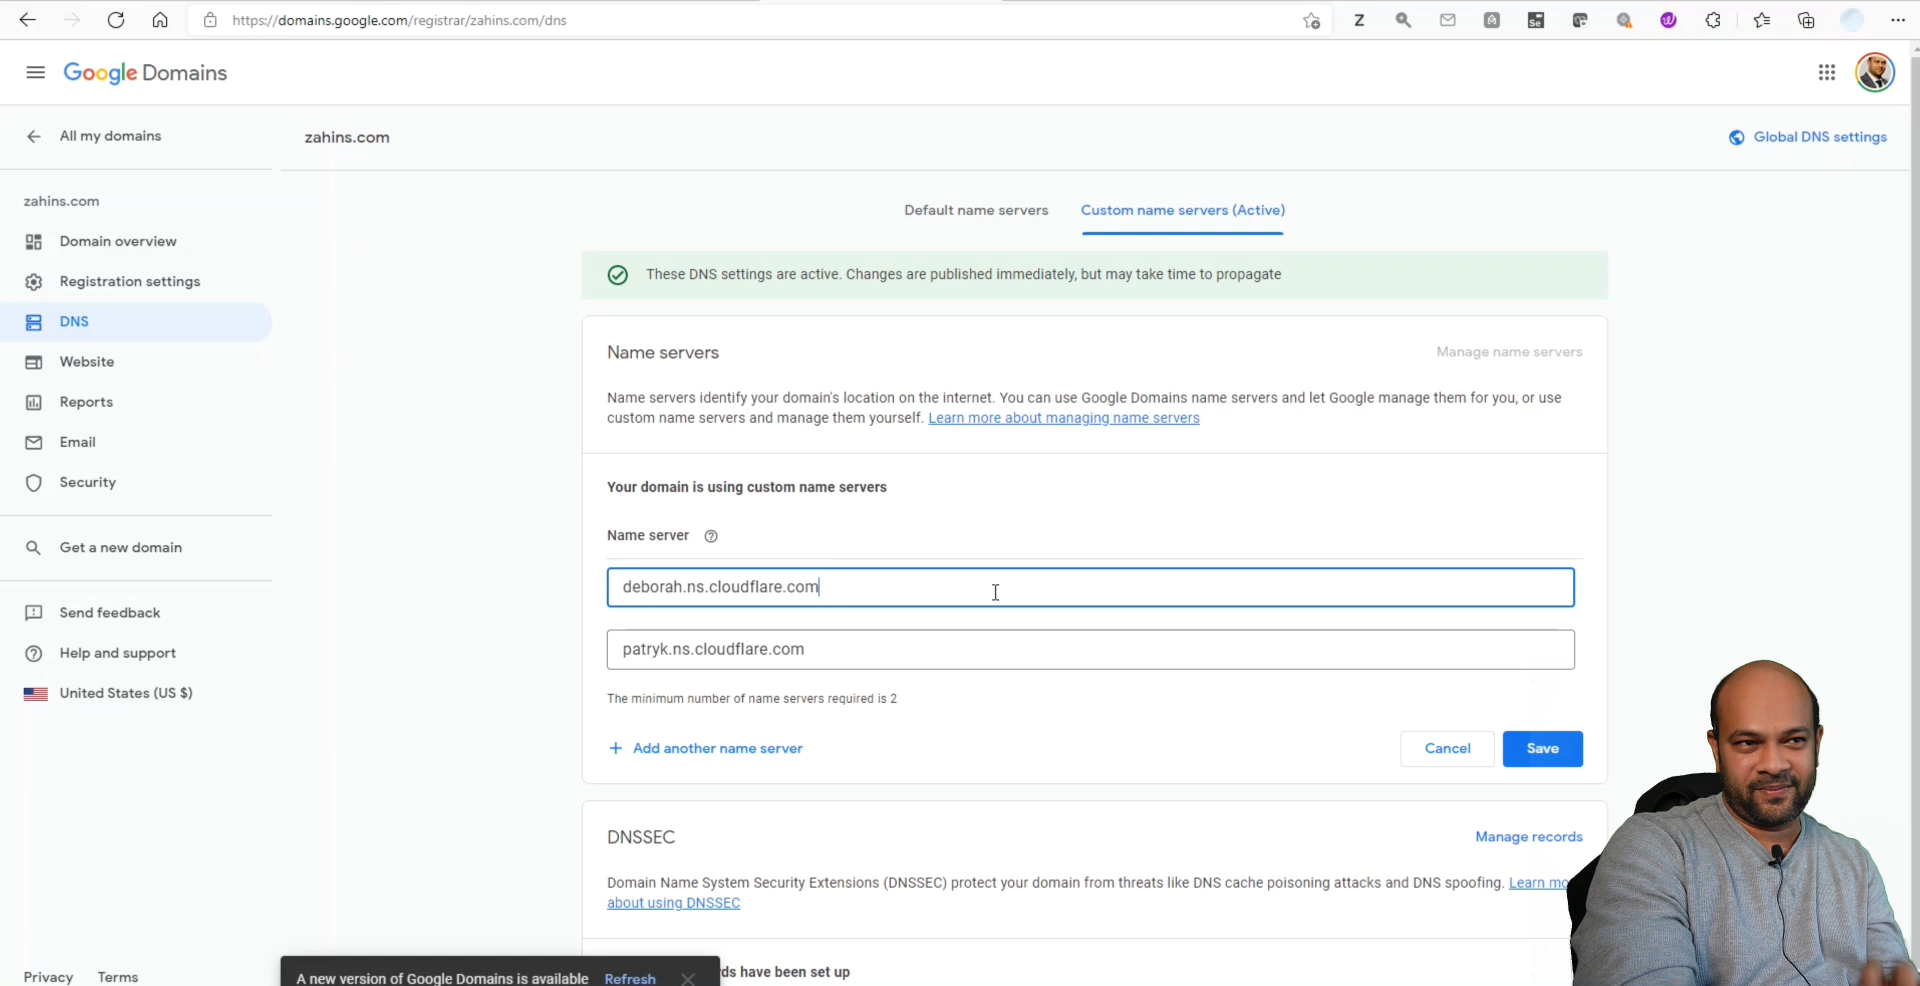 https://domains.google.com/registrar/zahins.com/dns
Z
Se
Google Domains
All my domains
zahins.com
Global DNS settings
zahins.com
Domain overview
Registration settings
DNS
Website
Reports
Email
Security
Get a new domain
Send feedback
Help and support
United States (US $)
Privacy Terms
Default name servers
Custom name servers (Active)
These DNS settings are active. Changes are published immediately, but may take time to propagate
Name servers
Manage name servers
Name servers identify your domain's location on the internet. You can use Google Domains name servers and let Google manage them for you, or use
custom name servers and manage them yourself. Learn more about managing name servers
Your domain is using custom name servers
Name server
deborah.ns.cloudflare.com
patryk.ns.cloudflare.com
The minimum number of name servers required is 2
+ Add another name server
Cancel
Save
DNSSEC
Manage records
Domain Name System Security Extensions (DNSSEC) protect your domain from threats like DNS cache poisoning attacks and DNS spoofing. Learn mo
about using DNSSEC
ds have been set up
A new version of Google Domains is available Refresh